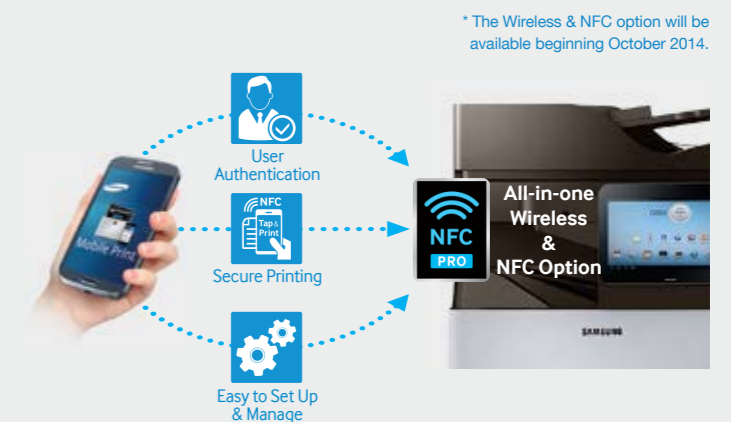 * The Wireless & NFC option will be
available beginning October 2014.
User
Authentication
SAMSUNG
Mobile Print
NFC
Tap &
Print
Secure Printing
NFC
PRO
All-in-one
Wireless
&
NFC Option
SAMSUNG
Easy to Set Up
& Manage